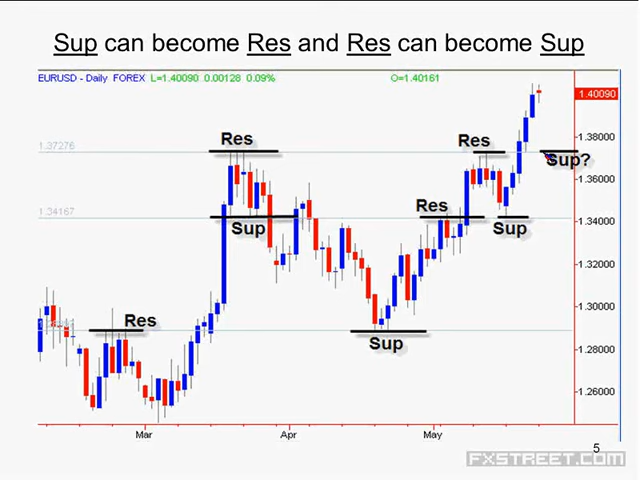 Sup can become Res and Res can become Sup
EURUSD - Daily FOREX L=1.40090 0.00128 0.09% O=1.40161
1.40090
1.38000
Res
Res
1.37276
Sup?
1.36000
Res
1.34167
1.34000
Sup
Sup
1.32000
Res
1.30000
Sup
1.28000
1.26000
Mar Apr May
5
FXSTREET.COM